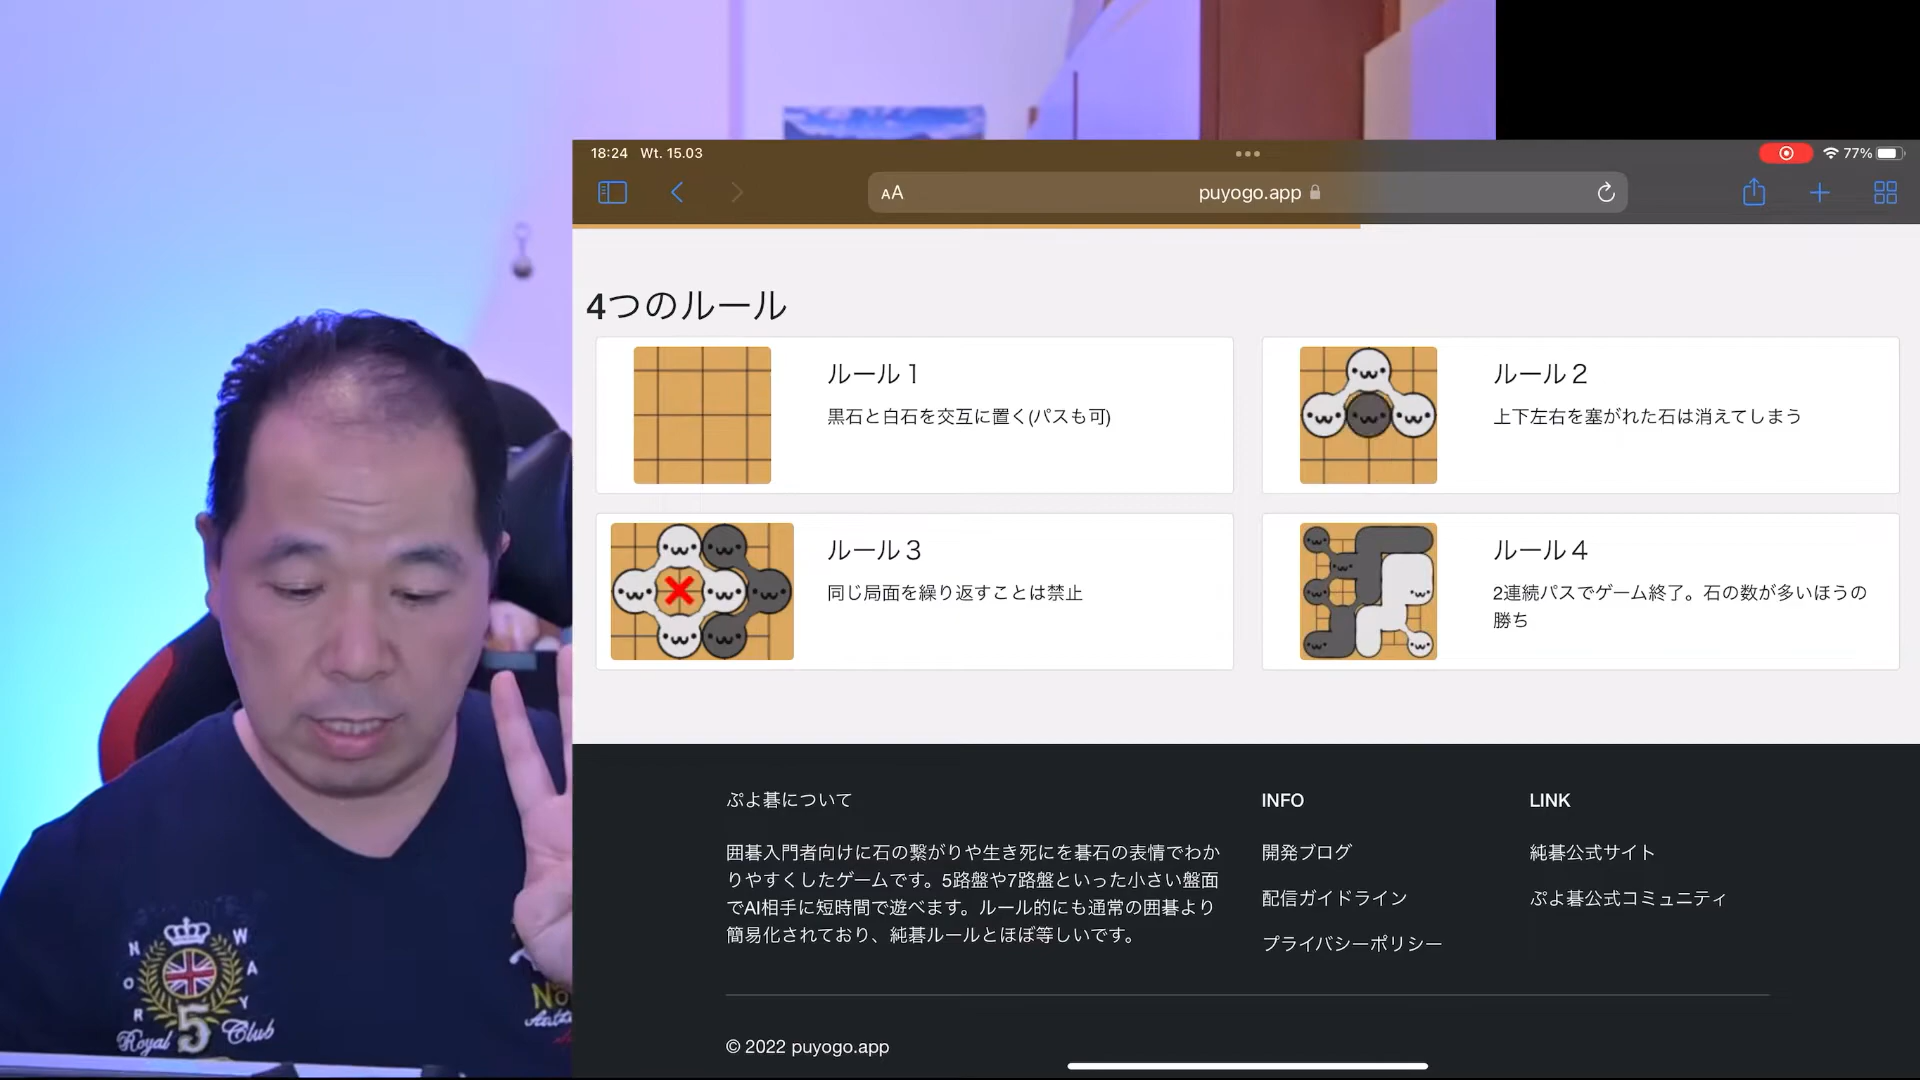 18:24 Wt. 15.03
77%
AA
puyogo.app
4つのルール
ルール１
黒石と白石を交互に置く(パスも可)
ルール２
上下左右を塞がれた石は消えてしまう
ルール３
同じ局面を繰り返すことは禁止
ルール４
2連続パスでゲーム終了。石の数が多いほうの
勝ち
ぷよ碁について
囲碁入門者向けに石の繋がりや生き死にを碁石の表情でわか
りやすくしたゲームです。5路盤や7路盤といった小さい盤面
でAI相手に短時間で遊べます。ルール的にも通常の囲碁より
簡易化されており、純碁ルールとほぼ等しいです。
INFO
開発ブログ
配信ガイドライン
プライバシーポリシー
LINK
純碁公式サイト
ぷよ碁公式コミュニティ
© 2022 puyogo.app
NORWAY
5
Royal Club